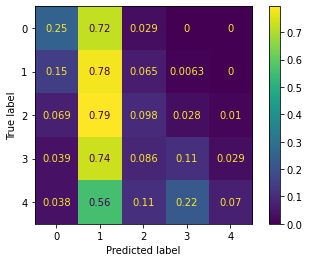 0 0.25 0.72 0.029 0 0
1 0.15 0.78 0.065 0.0063 0
2 0.069 0.79 0.098 0.028 0.01
3 0.039 0.74 0.086 0.11 0.029
4 0.038 0.56 0.11 0.22 0.07
0 1 2 3 4
Predicted label
True label
0.7
0.6
0.5
0.4
0.3
0.2
0.1
0.0